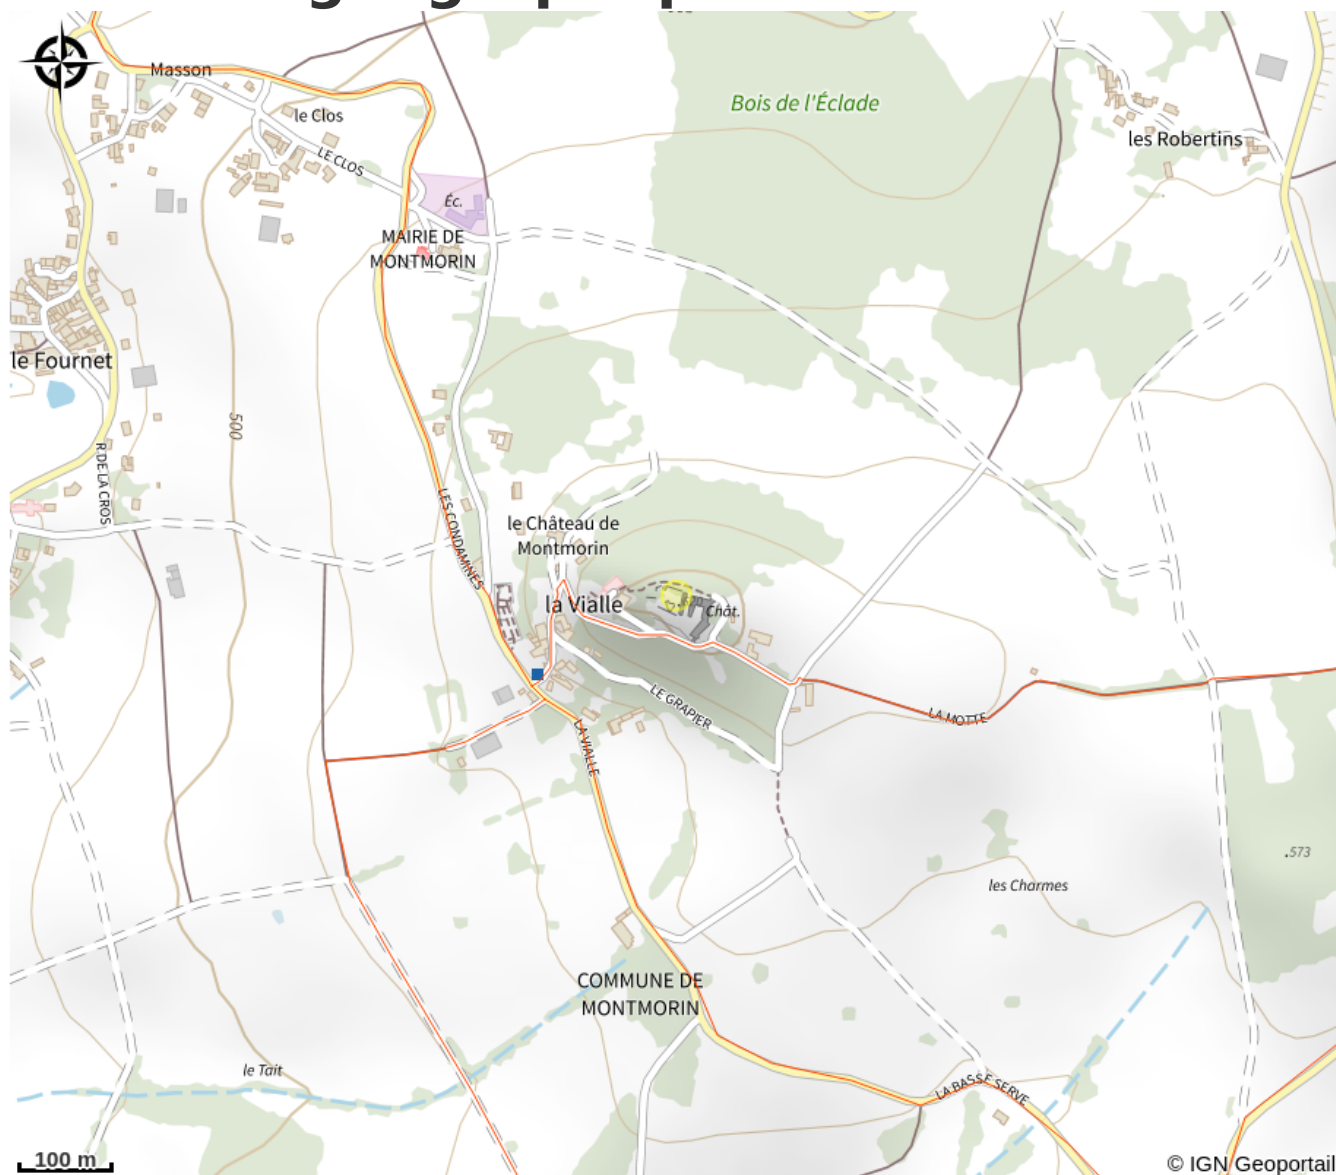 Masson
Bois de l'Éclade
le Clos
les Robertins
LE CLOS
Éc.
MAIRIE DE
MONTMORIN
le Fournet
500
R.DE LA CROS
LES CONDAMINES
le Château de
Montmorin
la Vialle
Chât.
LE GRAPIER
LA MOTTE
LA VIALLE
.573
les Charmes
COMMUNE DE
MONTMORIN
le Tait
LA BASSE SERVE
100 m
© IGN Geoportail